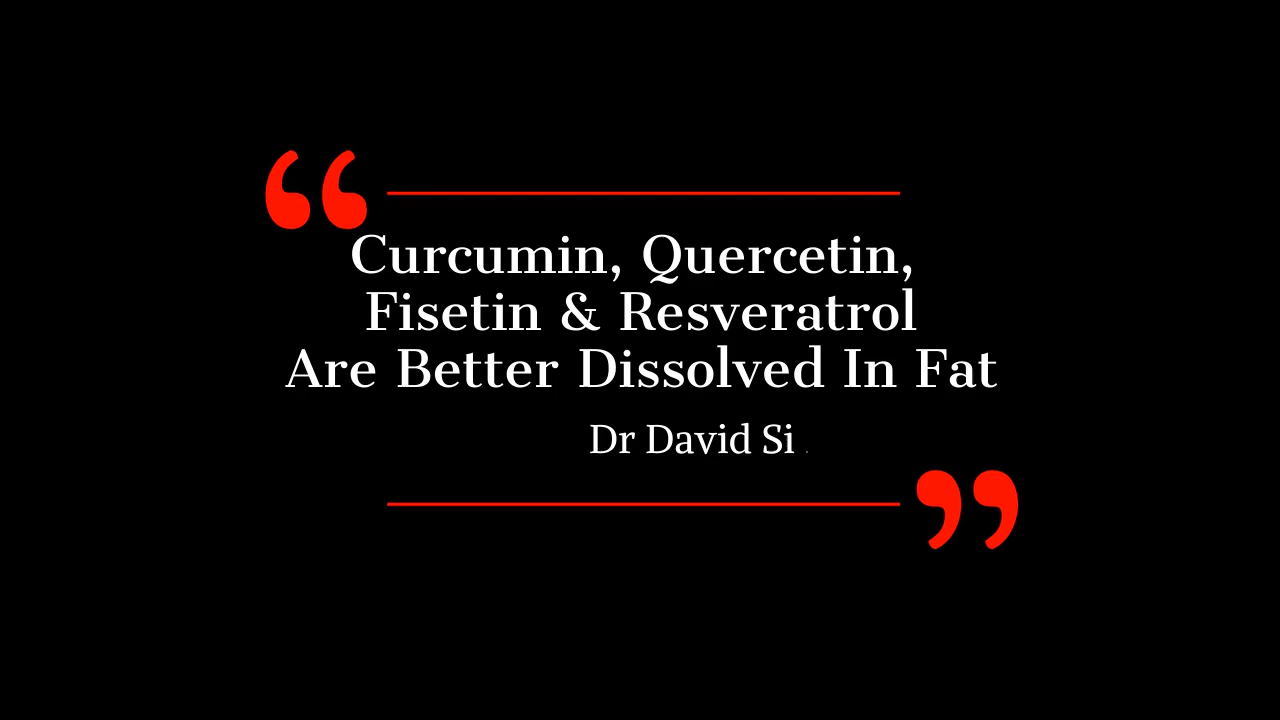 Curcumin, Quercetin,
Fisetin & Resveratrol
Are Better Dissolved In Fat
Dr David Si